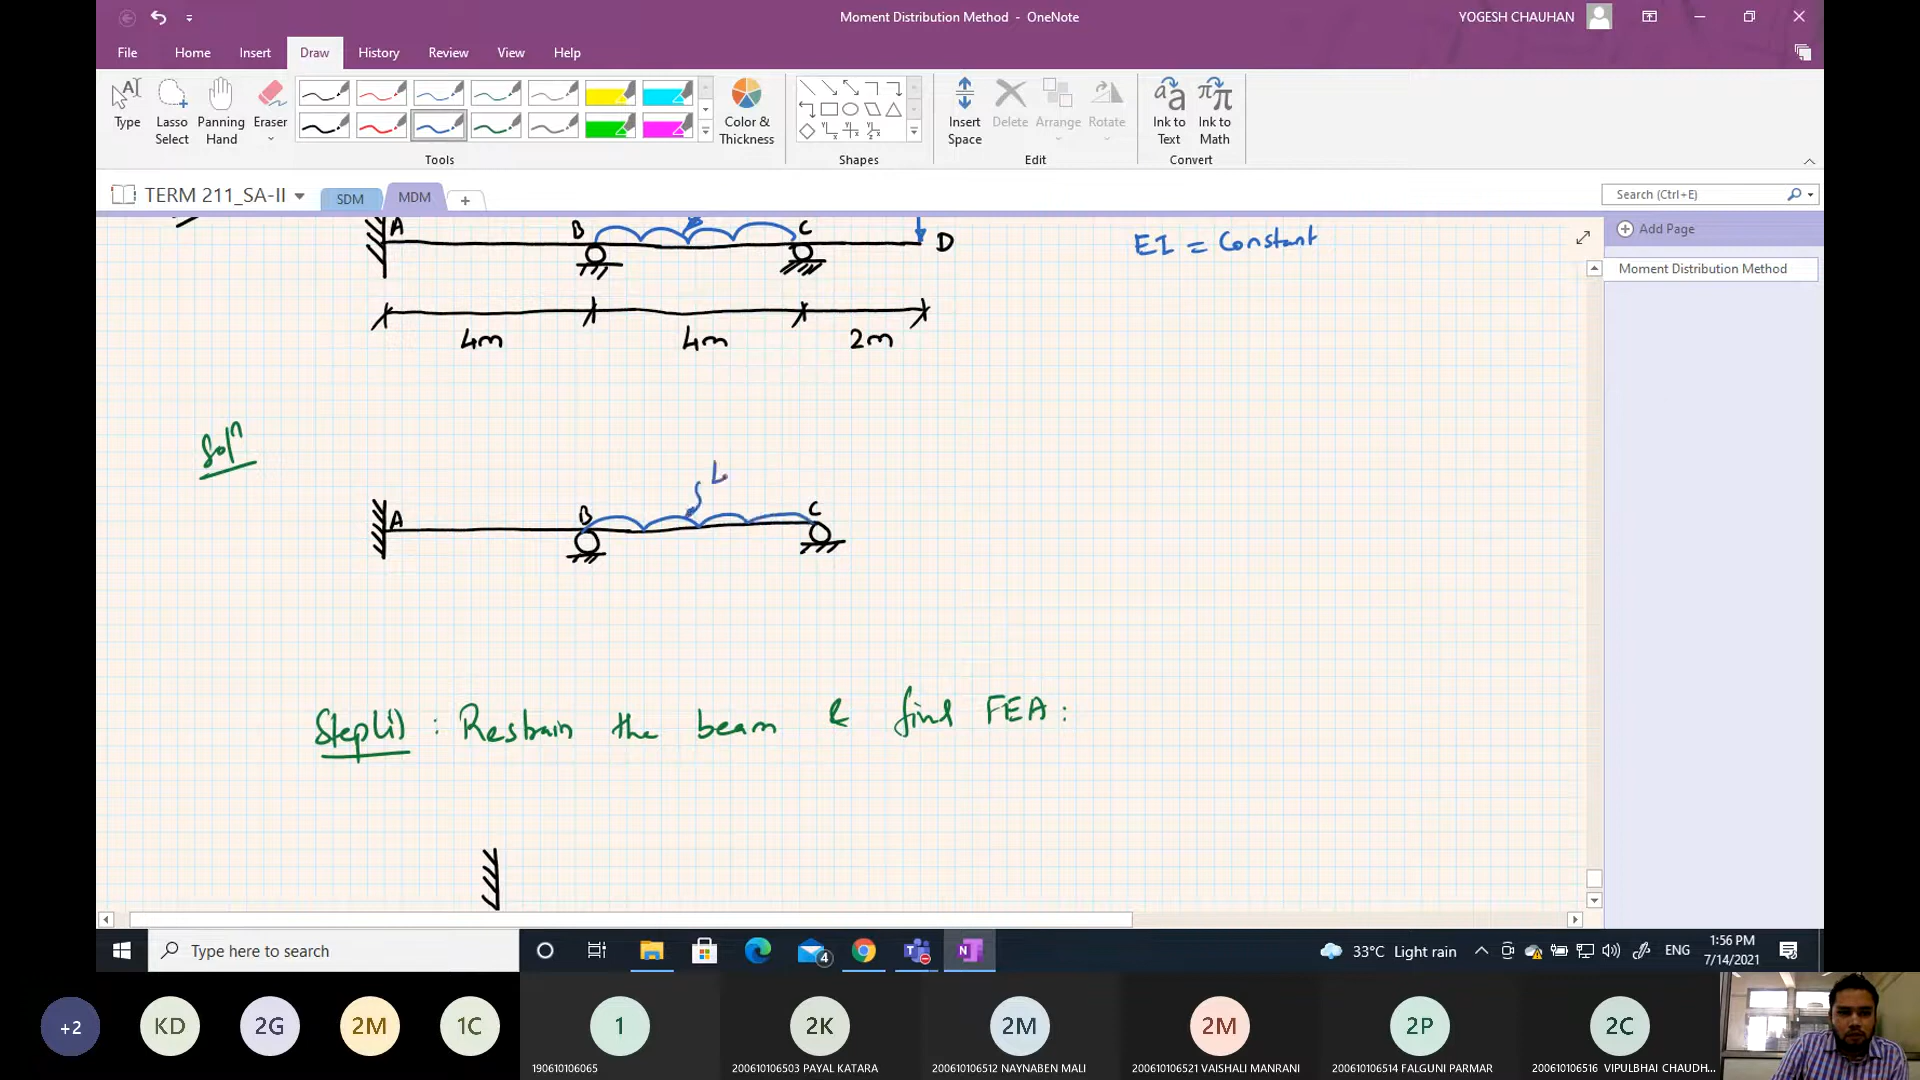 Moment Distribution Method - OneNote
YOGESH CHAUHAN
File Home Insert Draw History Review View Help
Type
Lasso Select
Panning Hand
Eraser
Color & Thickness
Insert Space
Delete
Arrange
Rotate
Ink to Text
Ink to Math
Tools
Shapes
Edit
Convert
TERM 211_SA-II
SDM
MDM
Search (Ctrl+E)
Add Page
Moment Distribution Method
A B C D
EI = Constant
4m 4m 2m
Solⁿ
A B C
Step(i) : Restrain the beam & find FEA :
Type here to search
4
33°C Light rain
ENG
1:56 PM
7/14/2021
+2 KD 2G 2M 1C 1 2K 2M 2M 2P 2C
190610106065
200610106503 PAYAL KATARA
200610106512 NAYNABEN MALI
200610106521 VAISHALI MANRANI
200610106514 FALGUNI PARMAR
200610106516 VIPULBHAI CHAUDH...